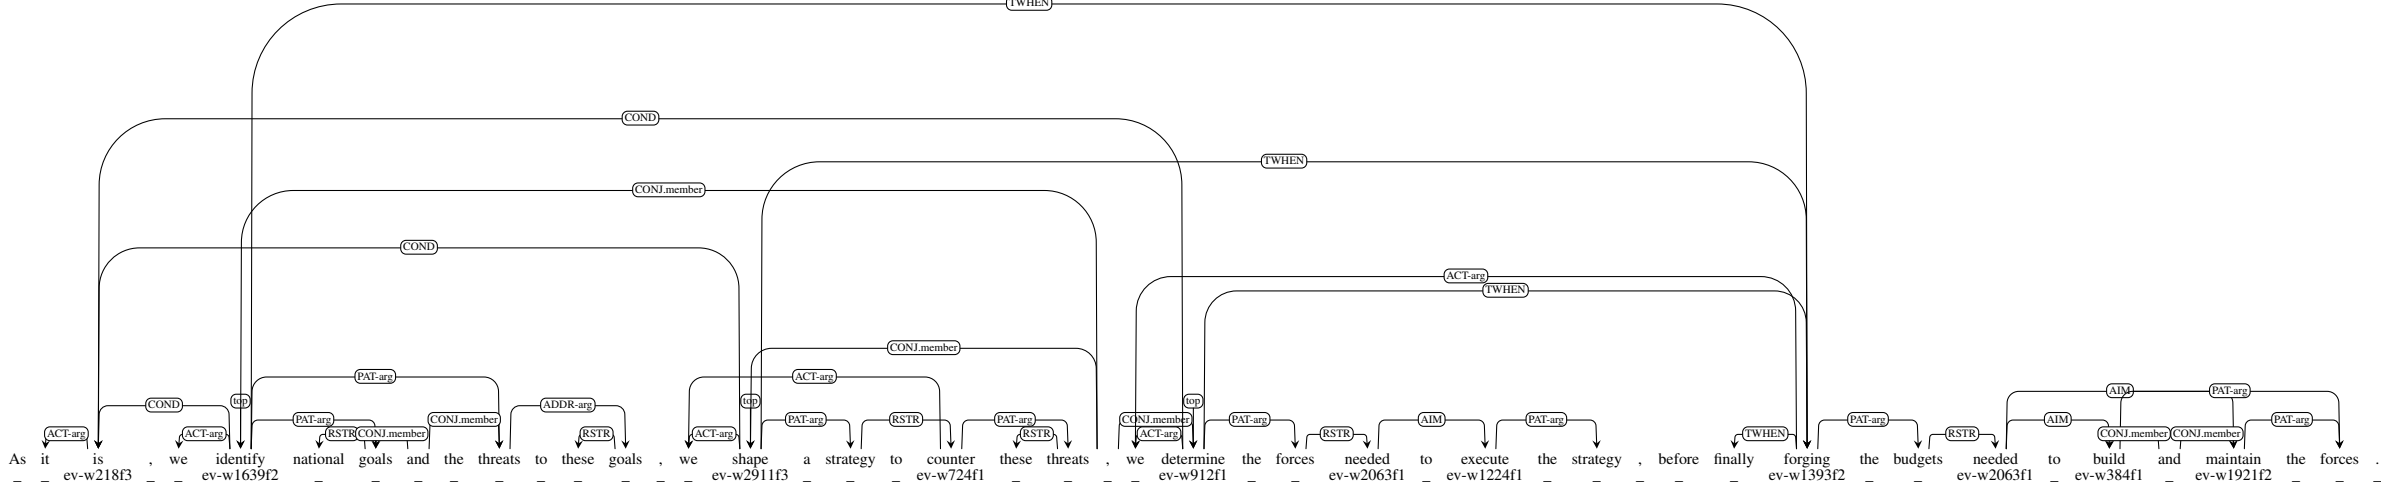 TWHEN
COND
TWHEN
CONJ.member
COND
ACT-arg
TWHEN
CONJ.member
PAT-arg ACT-arg
AIM PAT-arg
top top top
COND ADDR-arg
PAT-arg CONJ.member PAT-arg RSTR PAT-arg CONJ.member PAT-arg AIM PAT-arg PAT-arg AIM PAT-arg
ACT-arg ACT-arg RSTR CONJ.member RSTR ACT-arg RSTR ACT-arg RSTR TWHEN RSTR CONJ.member CONJ.member
As it is , we identify national goals and the threats to these goals , we shape a strategy to counter these threats , we determine the forces needed to execute the strategy , before finally forging the budgets needed to build and maintain the forces .
_ _ ev-w218f3 _ _ ev-w1639f2 _ _ _ _ _ _ _ _ _ _ ev-w2911f3 _ _ _ ev-w724f1 _ _ _ _ ev-w912f1 _ _ ev-w2063f1 _ ev-w1224f1 _ _ _ _ _ ev-w1393f2 _ _ ev-w2063f1 _ ev-w384f1 _ ev-w1921f2 _ _ _